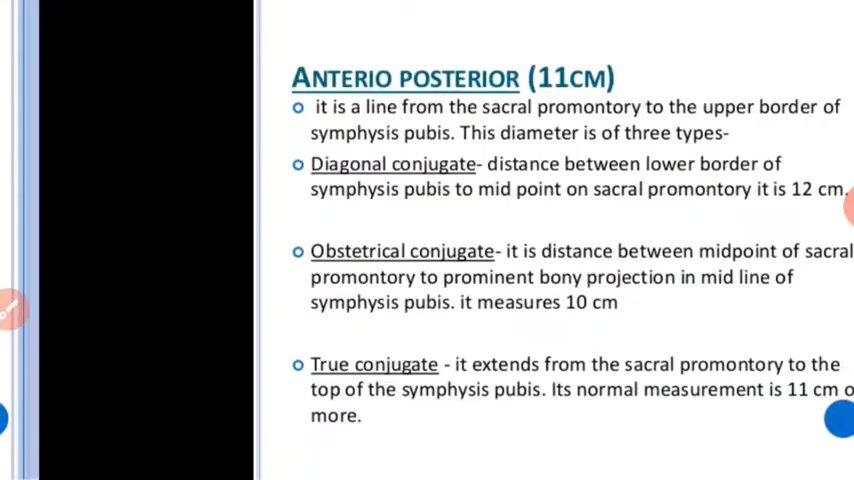 ANTERIO POSTERIOR (11CM)
it is a line from the sacral promontory to the upper border of
symphysis pubis. This diameter is of three types-
Diagonal conjugate- distance between lower border of
symphysis pubis to mid point on sacral promontory it is 12 cm.
Obstetrical conjugate- it is distance between midpoint of sacral
promontory to prominent bony projection in mid line of
symphysis pubis. it measures 10 cm
True conjugate - it extends from the sacral promontory to the
top of the symphysis pubis. Its normal measurement is 11 cm o
more.